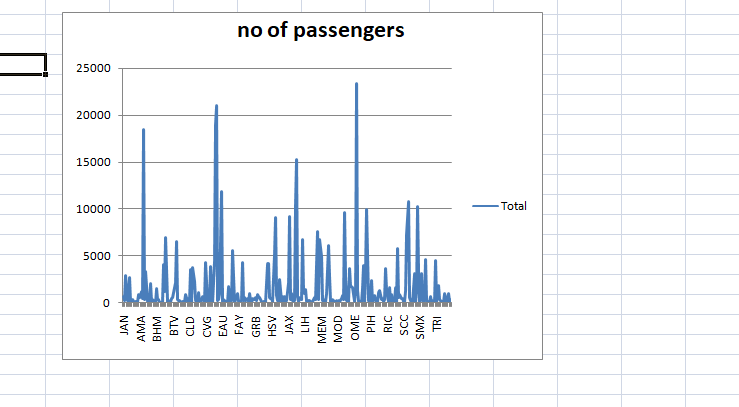 no of passengers
25000
20000
15000
10000
5000
0
Total
JAN
AMA
BHM
BTV
CLD
CVG
EAU
FAY
GRB
HSV
JAX
LIH
MEM
MOD
OME
PIH
RIC
SCC
SMX
TRI